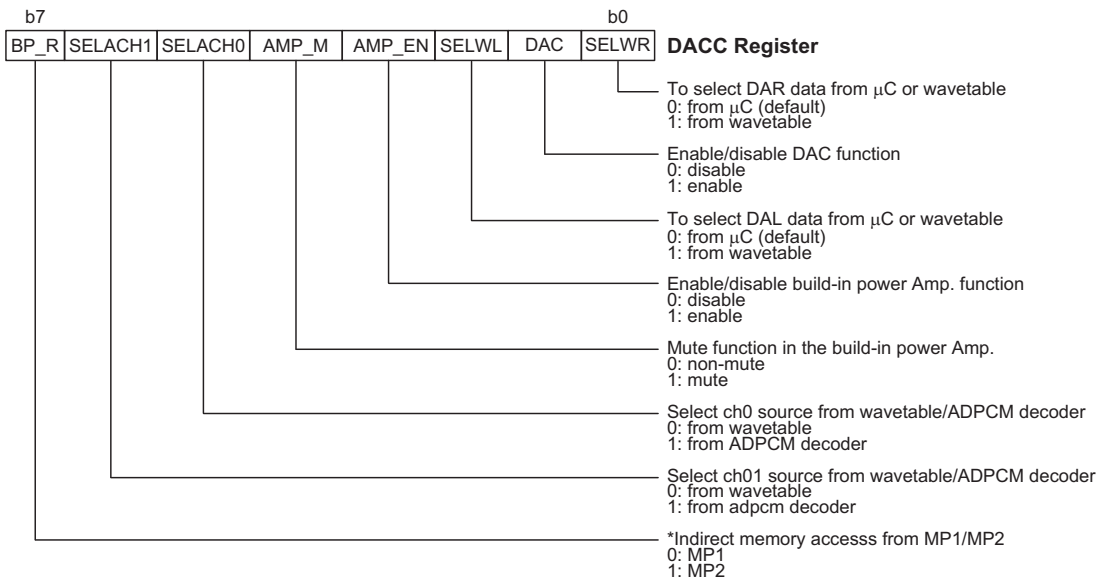 b7 b0
BP_R SELACH1 SELACH0 AMP_M AMP_EN SELWL DAC SELWR DACC Register
To select DAR data from μC or wavetable
0: from μC (default)
1: from wavetable
Enable/disable DAC function
0: disable
1: enable
To select DAL data from μC or wavetable
0: from μC (default)
1: from wavetable
Enable/disable build-in power Amp. function
0: disable
1: enable
Mute function in the build-in power Amp.
0: non-mute
1: mute
Select ch0 source from wavetable/ADPCM decoder
0: from wavetable
1: from ADPCM decoder
Select ch01 source from wavetable/ADPCM decoder
0: from wavetable
1: from adpcm decoder
*Indirect memory accesss from MP1/MP2
0: MP1
1: MP2